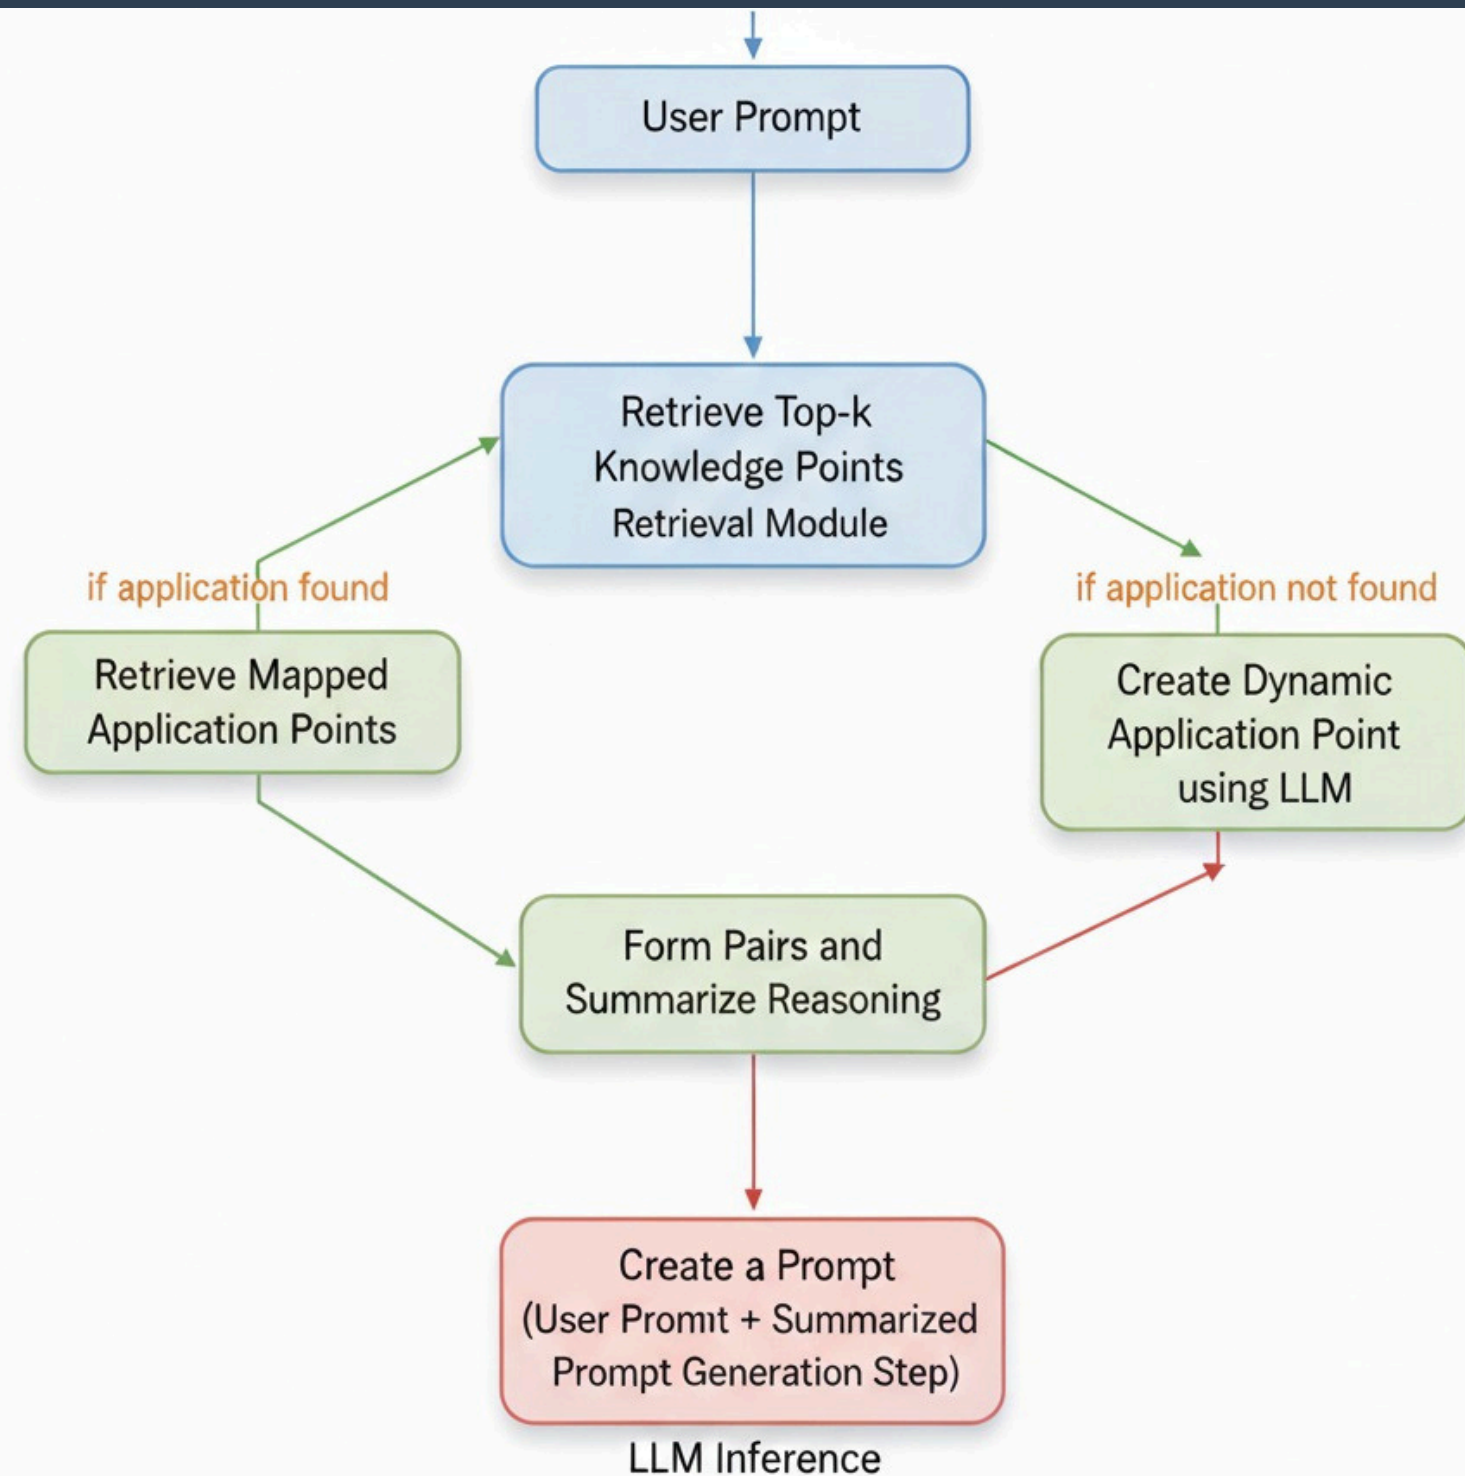 User Prompt
Retrieve Top-k
Knowledge Points
Retrieval Module
if application found
if application not found
Retrieve Mapped
Application Points
Create Dynamic
Application Point
using LLM
Form Pairs and
Summarize Reasoning
Create a Prompt
(User Promıt + Summarized
Prompt Generation Step)
LLM Inference